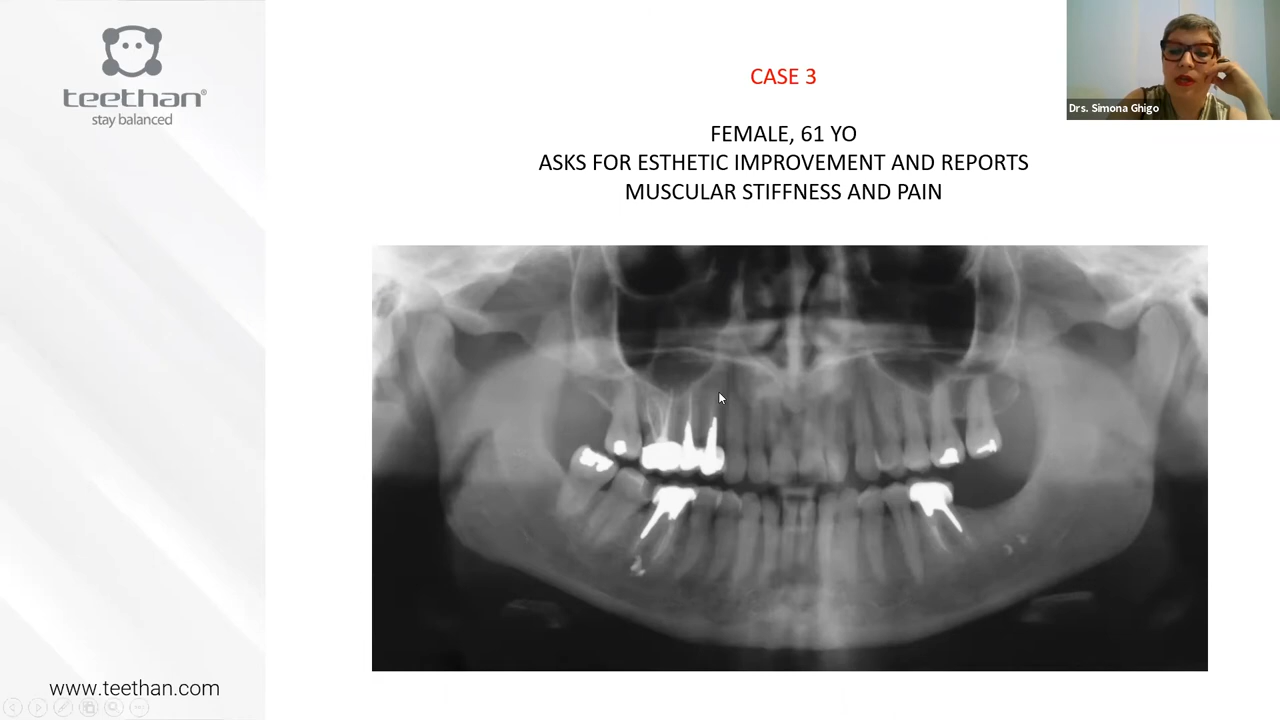 teethan®
stay balanced
CASE 3
Drs. Simona Ghigo
FEMALE, 61 YO
ASKS FOR ESTHETIC IMPROVEMENT AND REPORTS
MUSCULAR STIFFNESS AND PAIN
www.teethan.com